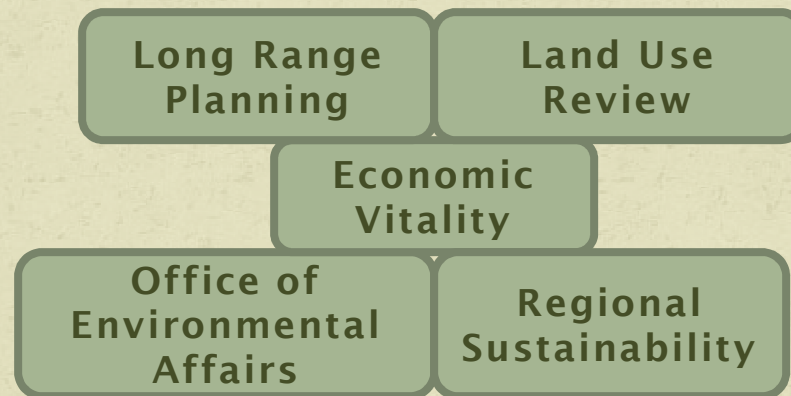 Long Range
Planning
Land Use
Review
Economic
Vitality
Office of
Environmental
Affairs
Regional
Sustainability